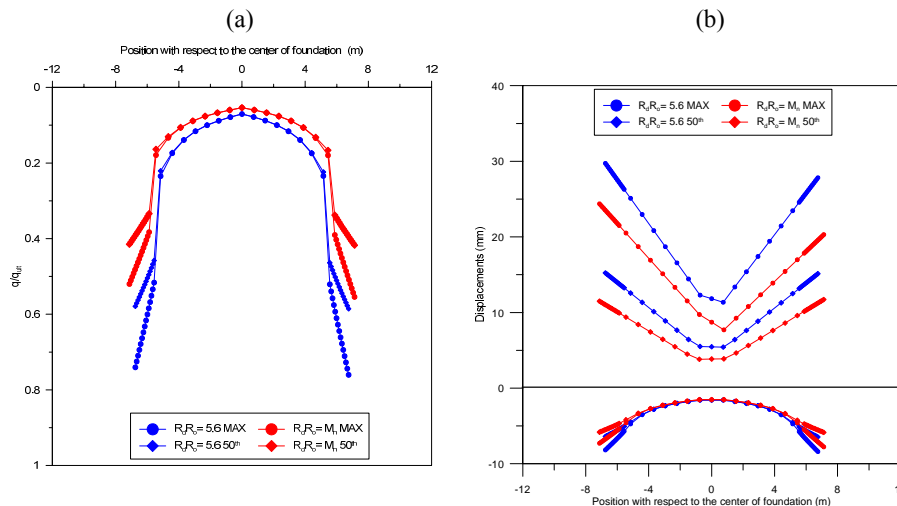 (a)
Position with respect to the center of foundation (m)
-12 -8 -4 0 4 8 12
0
0.2
0.4
0.6
0.8
1
q/qult
RdRo= 5.6 MAX
RdRo= Mn MAX
RdRo= 5.6 50th
RdRo= Mn 50th
(b)
RdRo= 5.6 MAX
RdRo= Mn MAX
RdRo= 5.6 50th
RdRo= Mn 50th
40
30
20
10
0
-10
Displacements (mm)
-12 -8 -4 0 4 8 12
Position with respect to the center of foundation (m)